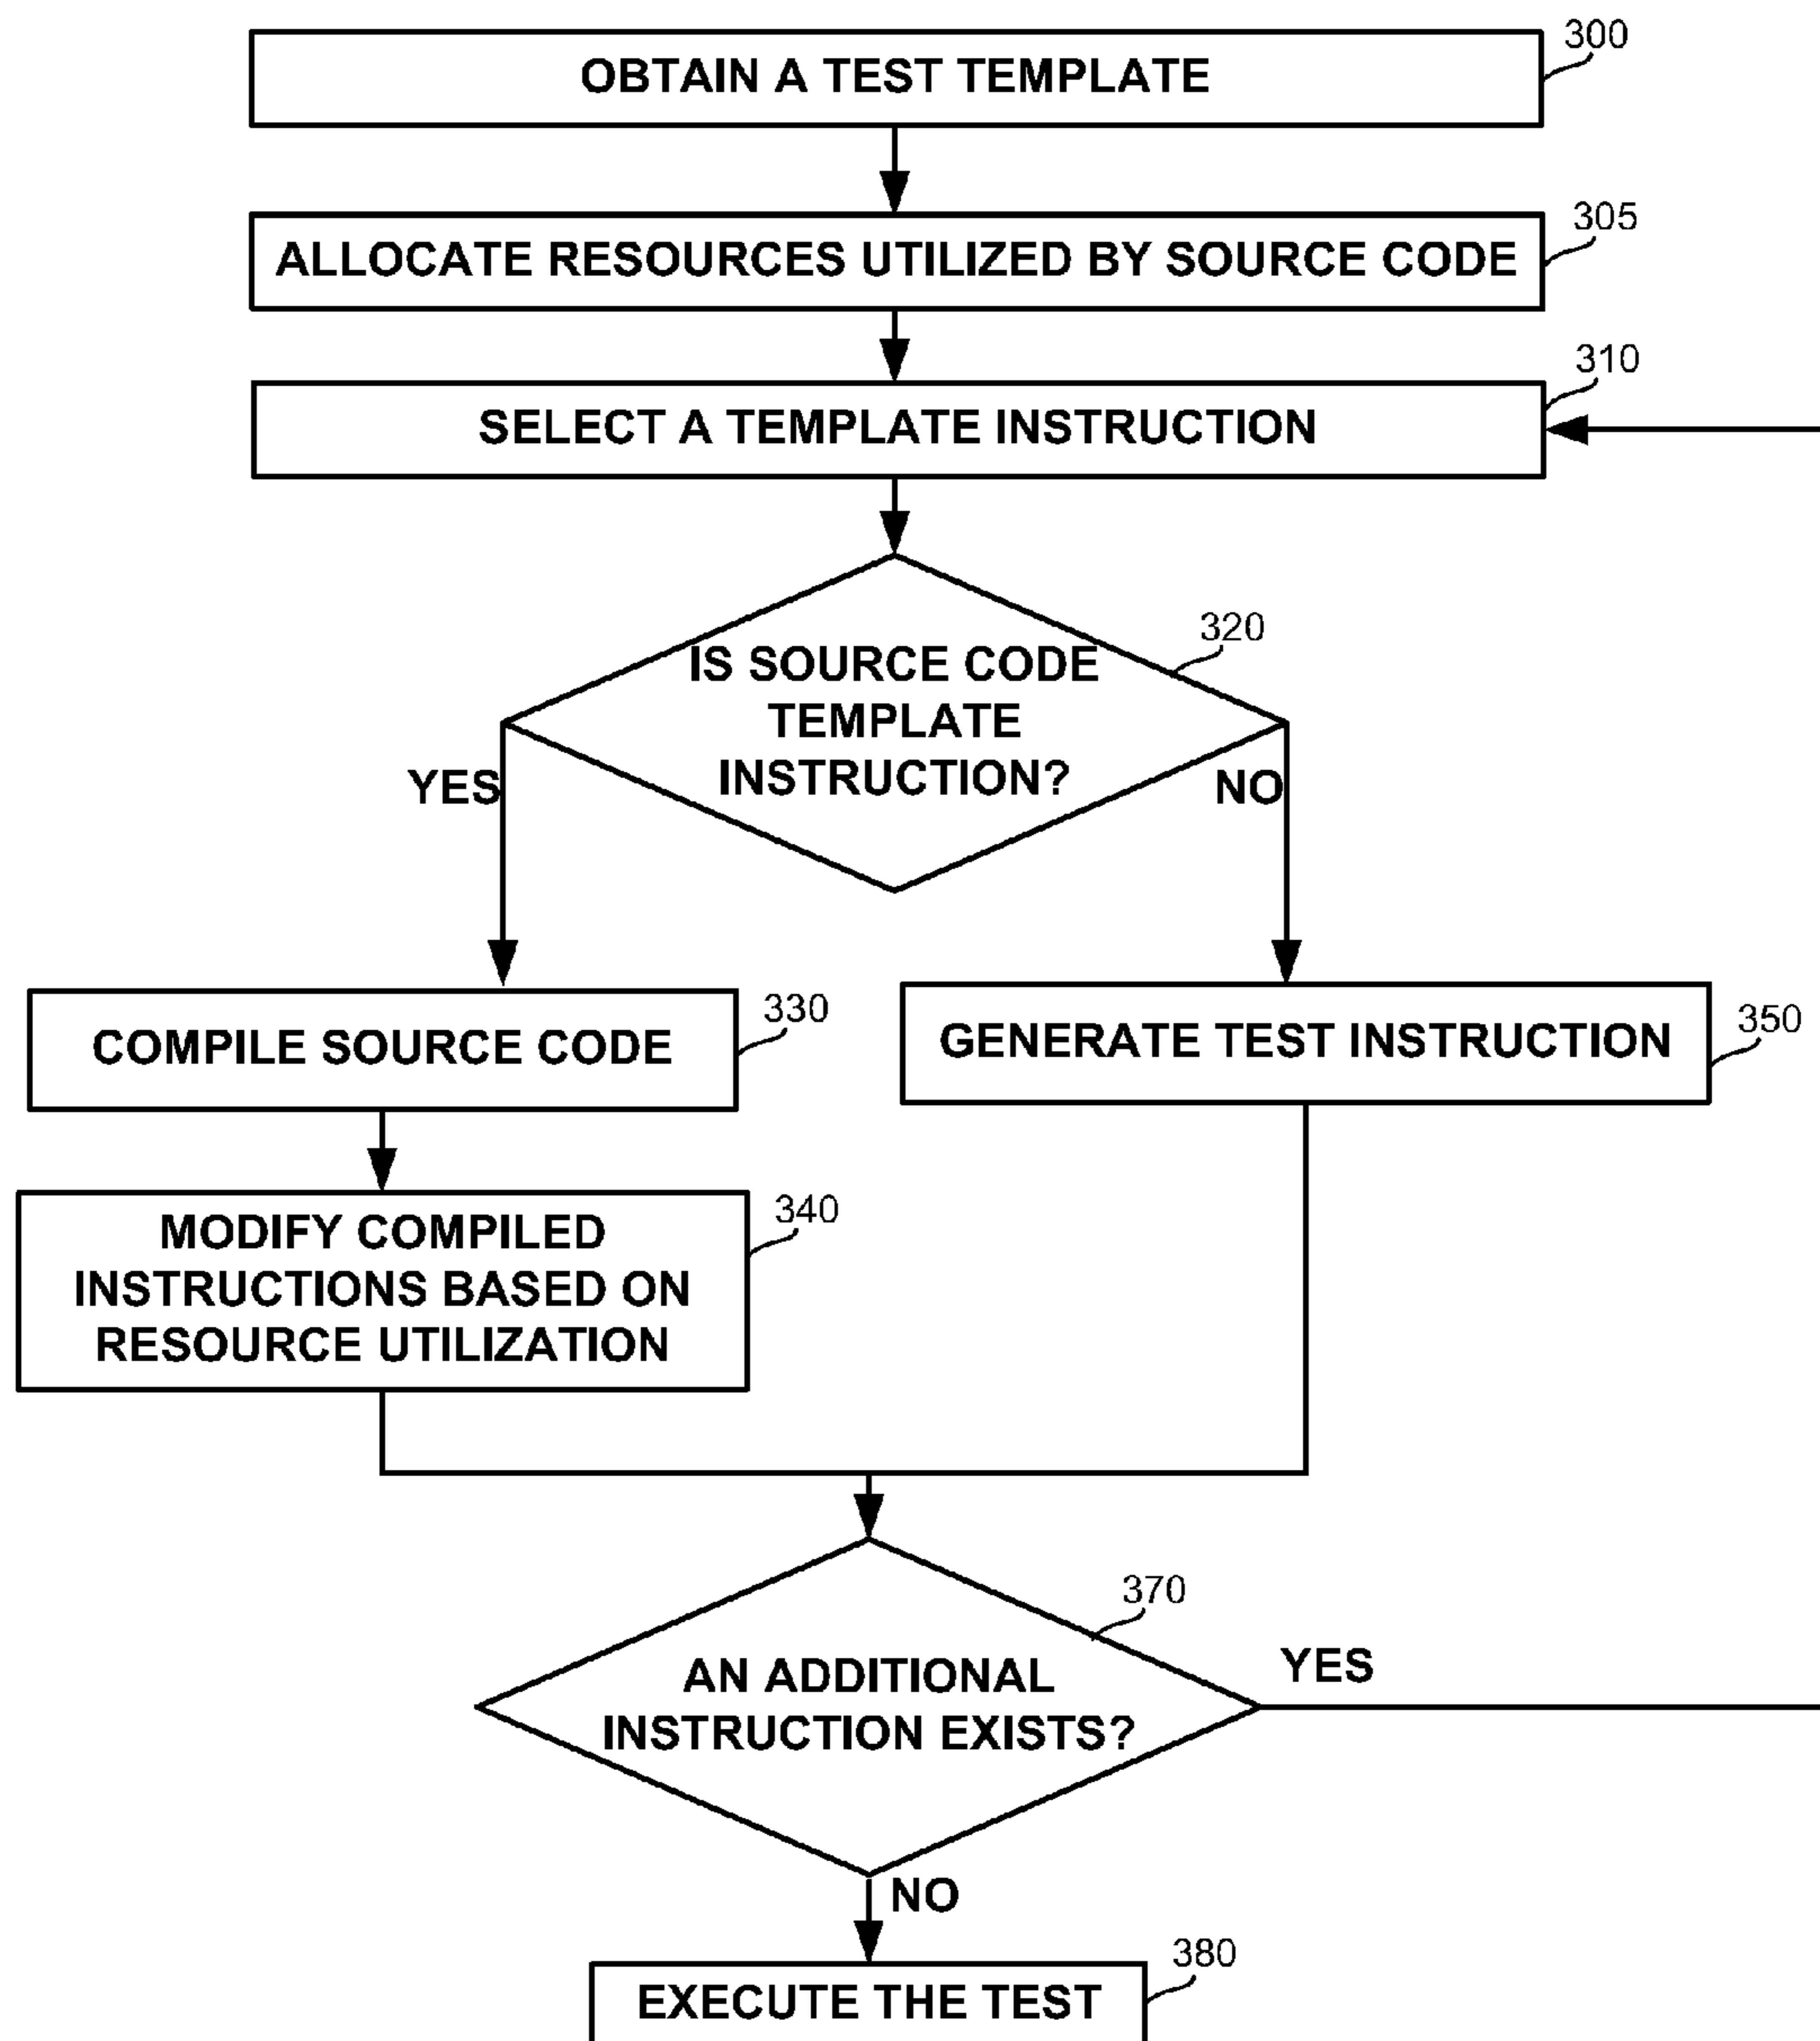 300
OBTAIN A TEST TEMPLATE
305
ALLOCATE RESOURCES UTILIZED BY SOURCE CODE
310
SELECT A TEMPLATE INSTRUCTION
320
IS SOURCE CODE
TEMPLATE
INSTRUCTION?
YES
NO
330
COMPILE SOURCE CODE
350
GENERATE TEST INSTRUCTION
340
MODIFY COMPILED
INSTRUCTIONS BASED ON
RESOURCE UTILIZATION
370
AN ADDITIONAL
INSTRUCTION EXISTS?
YES
NO
380
EXECUTE THE TEST